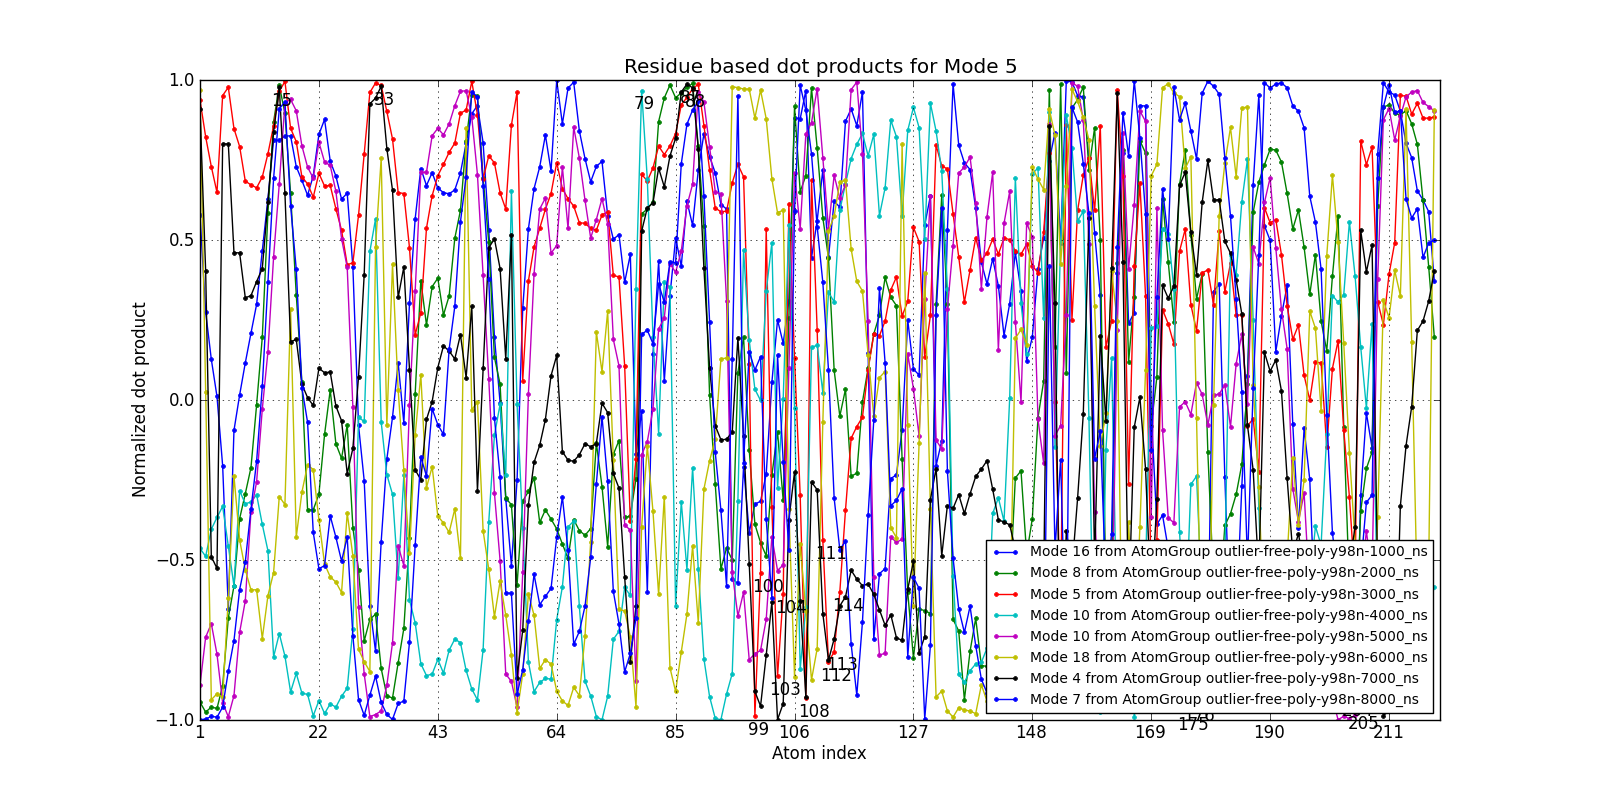 Residue based dot products for Mode 5
Normalized dot product
1.0
0.5
0.0
−0.5
−1.0
15
33
79
88
100
104
111
114
113
112
103
108
99
175
205
Mode 16 from AtomGroup outlier-free-poly-y98n-1000_ns
Mode 8 from AtomGroup outlier-free-poly-y98n-2000_ns
Mode 5 from AtomGroup outlier-free-poly-y98n-3000_ns
Mode 10 from AtomGroup outlier-free-poly-y98n-4000_ns
Mode 10 from AtomGroup outlier-free-poly-y98n-5000_ns
Mode 18 from AtomGroup outlier-free-poly-y98n-6000_ns
Mode 4 from AtomGroup outlier-free-poly-y98n-7000_ns
Mode 7 from AtomGroup outlier-free-poly-y98n-8000_ns
1 22 43 64 85 106 127 148 169 190 211
Atom index